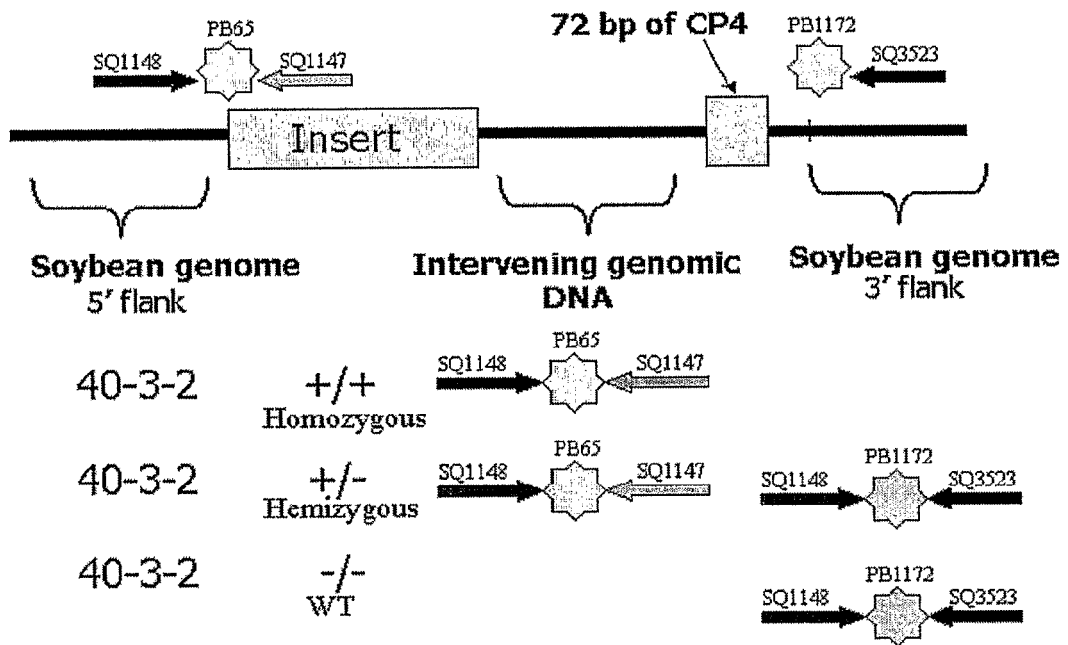 72 bp of CP4
PB65
PB1172
SQ1148
SQ1147
SQ3523
Insert
Soybean genome
5' flank
Intervening genomic
DNA
Soybean genome
3' flank
40-3-2
+/+
Homozygous
SQ1148
PB65
SQ1147
40-3-2
+/-
Hemizygous
SQ1148
PB65
SQ1147
SQ1148
PB1172
SQ3523
40-3-2
-/-
WT
SQ1148
PB1172
SQ3523